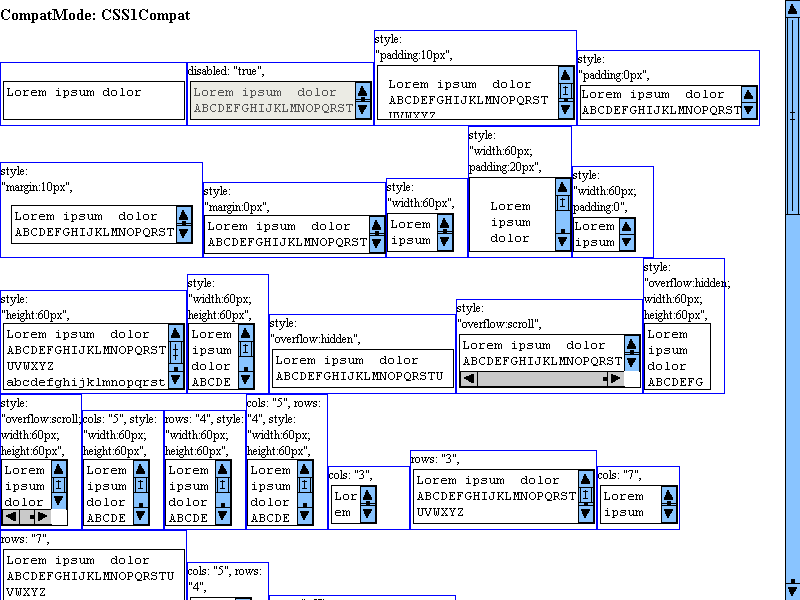 CompatMode: CSS1Compat
Lorem ipsum dolor
disabled: "true",
Lorem ipsum  dolor
ABCDEFGHIJKLMNOPQRST
style:
"padding:10px",
Lorem ipsum  dolor
ABCDEFGHIJKLMNOPQRST
UVWXYZ
style:
"padding:0px",
Lorem ipsum  dolor
ABCDEFGHIJKLMNOPQRST
style:
"margin:10px",
Lorem ipsum  dolor
ABCDEFGHIJKLMNOPQRST
style:
"margin:0px",
Lorem ipsum  dolor
ABCDEFGHIJKLMNOPQRST
style:
"width:60px",
Lorem
ipsum
style:
"width:60px;
padding:20px",
Lorem
ipsum
dolor
style:
"width:60px;
padding:0",
Lorem
ipsum
style:
"height:60px",
Lorem ipsum  dolor
ABCDEFGHIJKLMNOPQRST
UVWXYZ
abcdefghijklmnopqrst
style:
"width:60px;
height:60px",
Lorem
ipsum
dolor
ABCDE
style:
"overflow:hidden",
Lorem ipsum  dolor
ABCDEFGHIJKLMNOPQRSTU
style:
"overflow:scroll",
Lorem ipsum  dolor
ABCDEFGHIJKLMNOPQRST
style:
"overflow:hidden;
width:60px;
height:60px",
Lorem
ipsum
dolor
ABCDEFG
style:
"overflow:scroll;
width:60px;
height:60px",
Lorem
ipsum
dolor
cols: "5", style:
"width:60px;
height:60px",
Lorem
ipsum
dolor
ABCDE
rows: "4", style:
"width:60px;
height:60px",
Lorem
ipsum
dolor
ABCDE
cols: "5", rows:
"4", style:
"width:60px;
height:60px",
Lorem
ipsum
dolor
ABCDE
cols: "3",
Lor
em
rows: "3",
Lorem ipsum  dolor
ABCDEFGHIJKLMNOPQRST
UVWXYZ
cols: "7",
Lorem
ipsum
rows: "7",
Lorem ipsum  dolor
ABCDEFGHIJKLMNOPQRSTU
VWXYZ
cols: "5", rows:
"4",